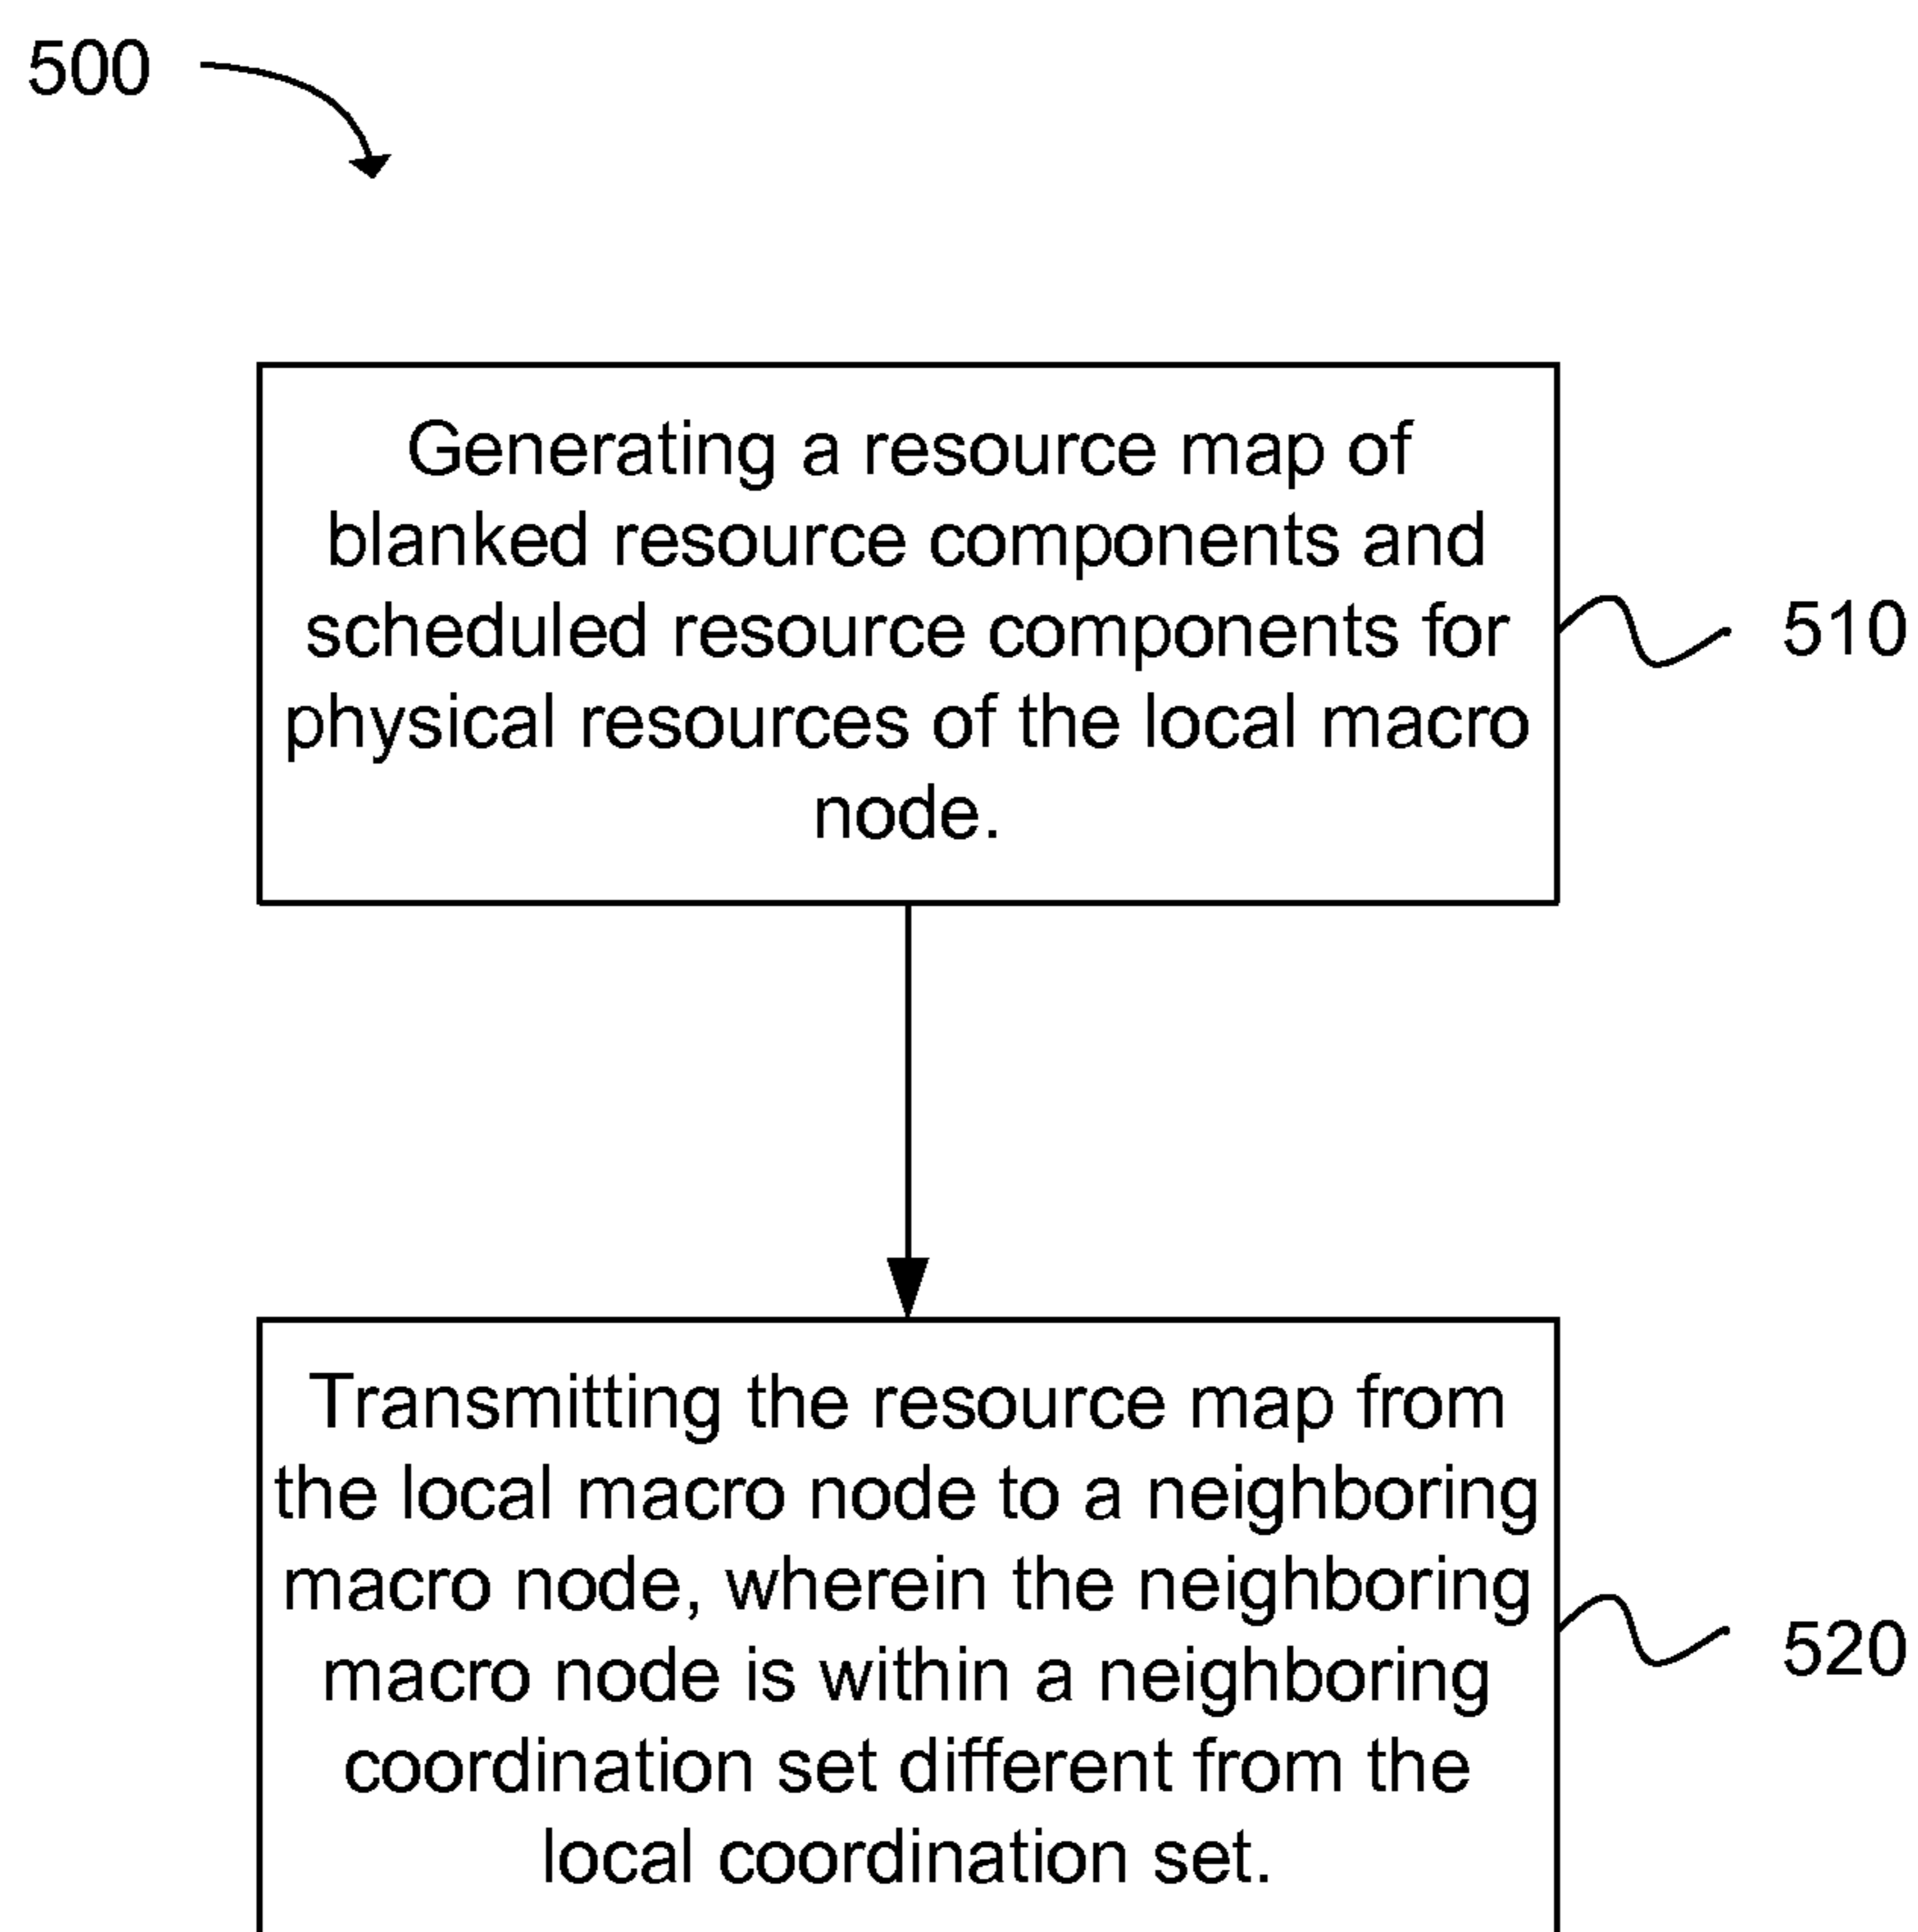 500
Generating a resource map of
blanked resource components and
scheduled resource components for
physical resources of the local macro
node.
510
Transmitting the resource map from
the local macro node to a neighboring
macro node, wherein the neighboring
macro node is within a neighboring
coordination set different from the
local coordination set.
520